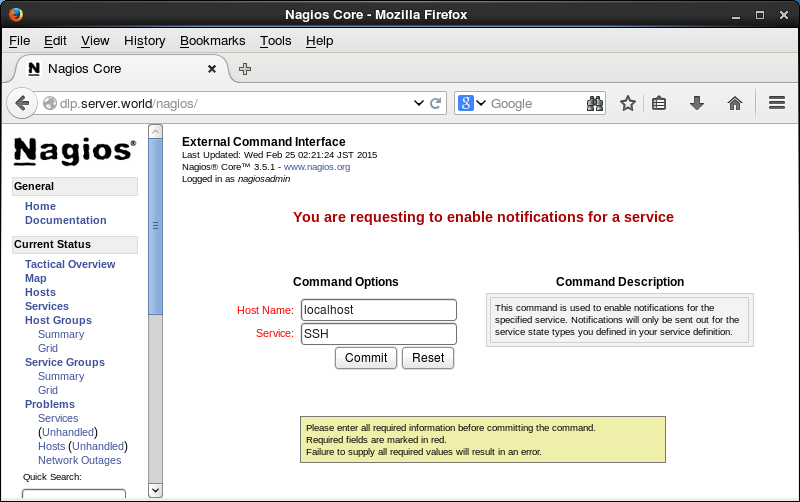 Nagios Core - Mozilla Firefox
File Edit View History Bookmarks Tools Help
N Nagios Core
dlp.server.world/nagios/
8 Google
Nagios®
General
Home
Documentation
Current Status
Tactical Overview
Map
Hosts
Services
Host Groups
Summary
Grid
Service Groups
Summary
Grid
Problems
Services
(Unhandled)
Hosts (Unhandled)
Network Outages
Quick Search:
External Command Interface
Last Updated: Wed Feb 25 02:21:24 JST 2015
Nagios® Core™ 3.5.1 - www.nagios.org
Logged in as nagiosadmin
You are requesting to enable notifications for a service
Command Options
Host Name: localhost
Service: SSH
Commit Reset
Command Description
This command is used to enable notifications for the
specified service. Notifications will only be sent out for the
service state types you defined in your service definition.
Please enter all required information before committing the command.
Required fields are marked in red.
Failure to supply all required values will result in an error.